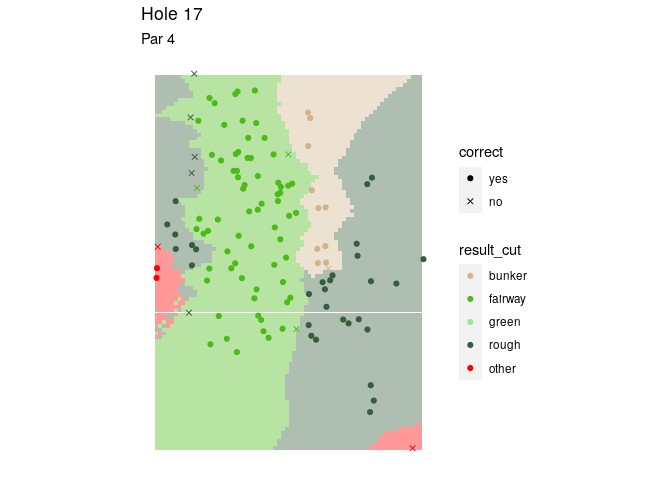 Hole 17
Par 4
correct
yes
no
result_cut
bunker
fairway
green
rough
other